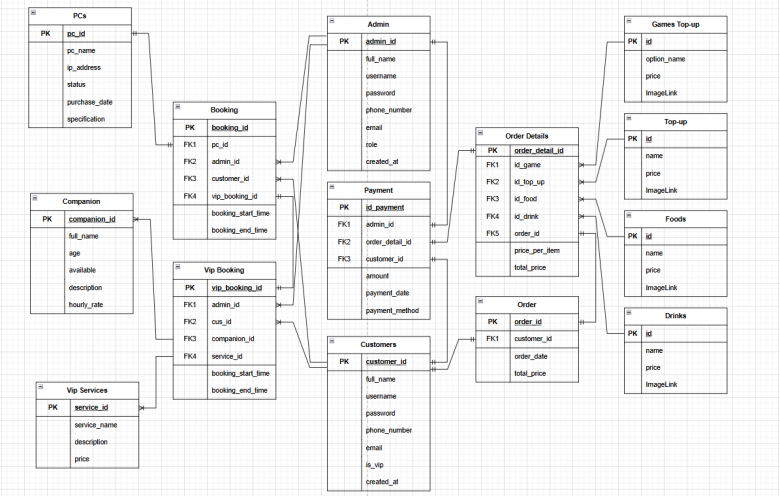 PCs
PK pc_id
pc_name
ip_address
status
purchase_date
specification
Companion
PK companion_id
full_name
age
available
description
hourly_rate
Vip Services
PK service_id
service_name
description
price
Booking
PK booking_id
FK1 pc_id
FK2 admin_id
FK3 customer_id
FK4 vip_booking_id
booking_start_time
booking_end_time
Vip Booking
PK vip_booking_id
FK1 admin_id
FK2 cus_id
FK3 companion_id
FK4 service_id
booking_start_time
booking_end_time
Admin
PK admin_id
full_name
username
password
phone_number
email
role
created_at
Payment
PK id_payment
FK1 admin_id
FK2 order_detail_id
FK3 customer_id
amount
payment_date
payment_method
Customers
PK customer_id
full_name
username
password
phone_number
email
is_vip
created_at
Order Details
PK order_detail_id
FK1 id_game
FK2 id_top_up
FK3 id_food
FK4 id_drink
FK5 order_id
price_per_item
total_price
Order
PK order_id
FK1 customer_id
order_date
total_price
Games Top-up
PK id
option_name
price
ImageLink
Top-up
PK id
name
price
ImageLink
Foods
PK id
name
price
ImageLink
Drinks
PK id
name
price
ImageLink